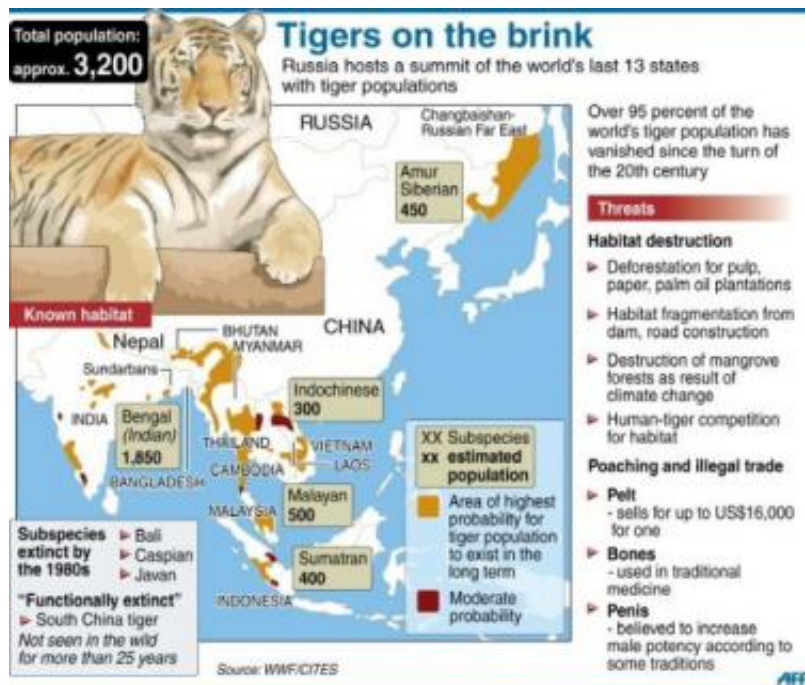 Total population:
approx. 3,200
Tigers on the brink
Russia hosts a summit of the world's last 13 states
with tiger populations
RUSSIA
Changbaishan-
Russian Far East
Amur
Siberian
450
Over 95 percent of the
world's tiger population has
vanished since the turn of
the 20th century
Threats
Habitat destruction
Deforestation for pulp,
paper, palm oil plantations
Habitat fragmentation from
dam, road construction
Destruction of mangrove
forests as result of
climate change
Human-tiger competition
for habitat
Poaching and illegal trade
Pelt
- sells for up to US$16,000
for one
Bones
- used in traditional
medicine
Penis
- believed to increase
male potency according to
some traditions
Known habitat
Nepal
BHUTAN
MYANMAR
CHINA
Sundarbans
INDIA
Bengal
(Indian)
1,850
BANGLADESH
Indochinese
300
THAILAND
VIETNAM
LAOS
CAMBODIA
Malayan
500
MALAYSIA
Sumatran
400
INDONESIA
XX Subspecies
xx estimated
population
Area of highest
probability for
tiger population
to exist in the
long term
Moderate
probability
Subspecies
extinct by
the 1980s
Bali
Caspian
Javan
"Functionally extinct"
South China tiger
Not seen in the wild
for more than 25 years
Source: WWF/CITES
AFP